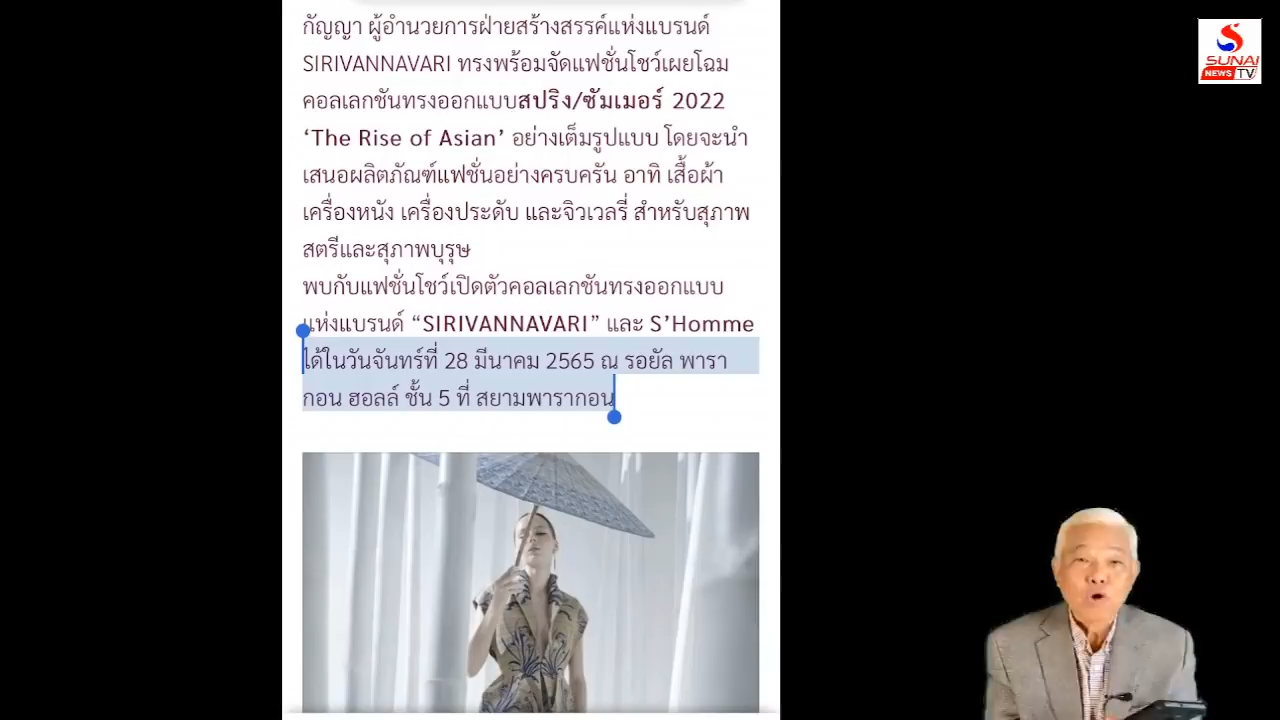 กัญญา ผู้อำนวยการฝ่ายสร้างสรรค์แห่งแบรนด์
SIRIVANNAVARI ทรงพร้อมจัดแฟชั่นโชว์เผยโฉม
คอลเลกชันทรงออกแบบสปริง/ซัมเมอร์ 2022
‘The Rise of Asian’ อย่างเต็มรูปแบบ โดยจะนำ
เสนอผลิตภัณฑ์แฟชั่นอย่างครบครัน อาทิ เสื้อผ้า
เครื่องหนัง เครื่องประดับ และจิวเวลรี่ สำหรับสุภาพ
สตรีและสุภาพบุรุษ
พบกับแฟชั่นโชว์เปิดตัวคอลเลกชันทรงออกแบบ
แห่งแบรนด์ “SIRIVANNAVARI” และ S’Homme
ได้ในวันจันทร์ที่ 28 มีนาคม 2565 ณ รอยัล พารา
กอน ฮอลล์ ชั้น 5 ที่ สยามพารากอน
SUNAI
NEWS TV